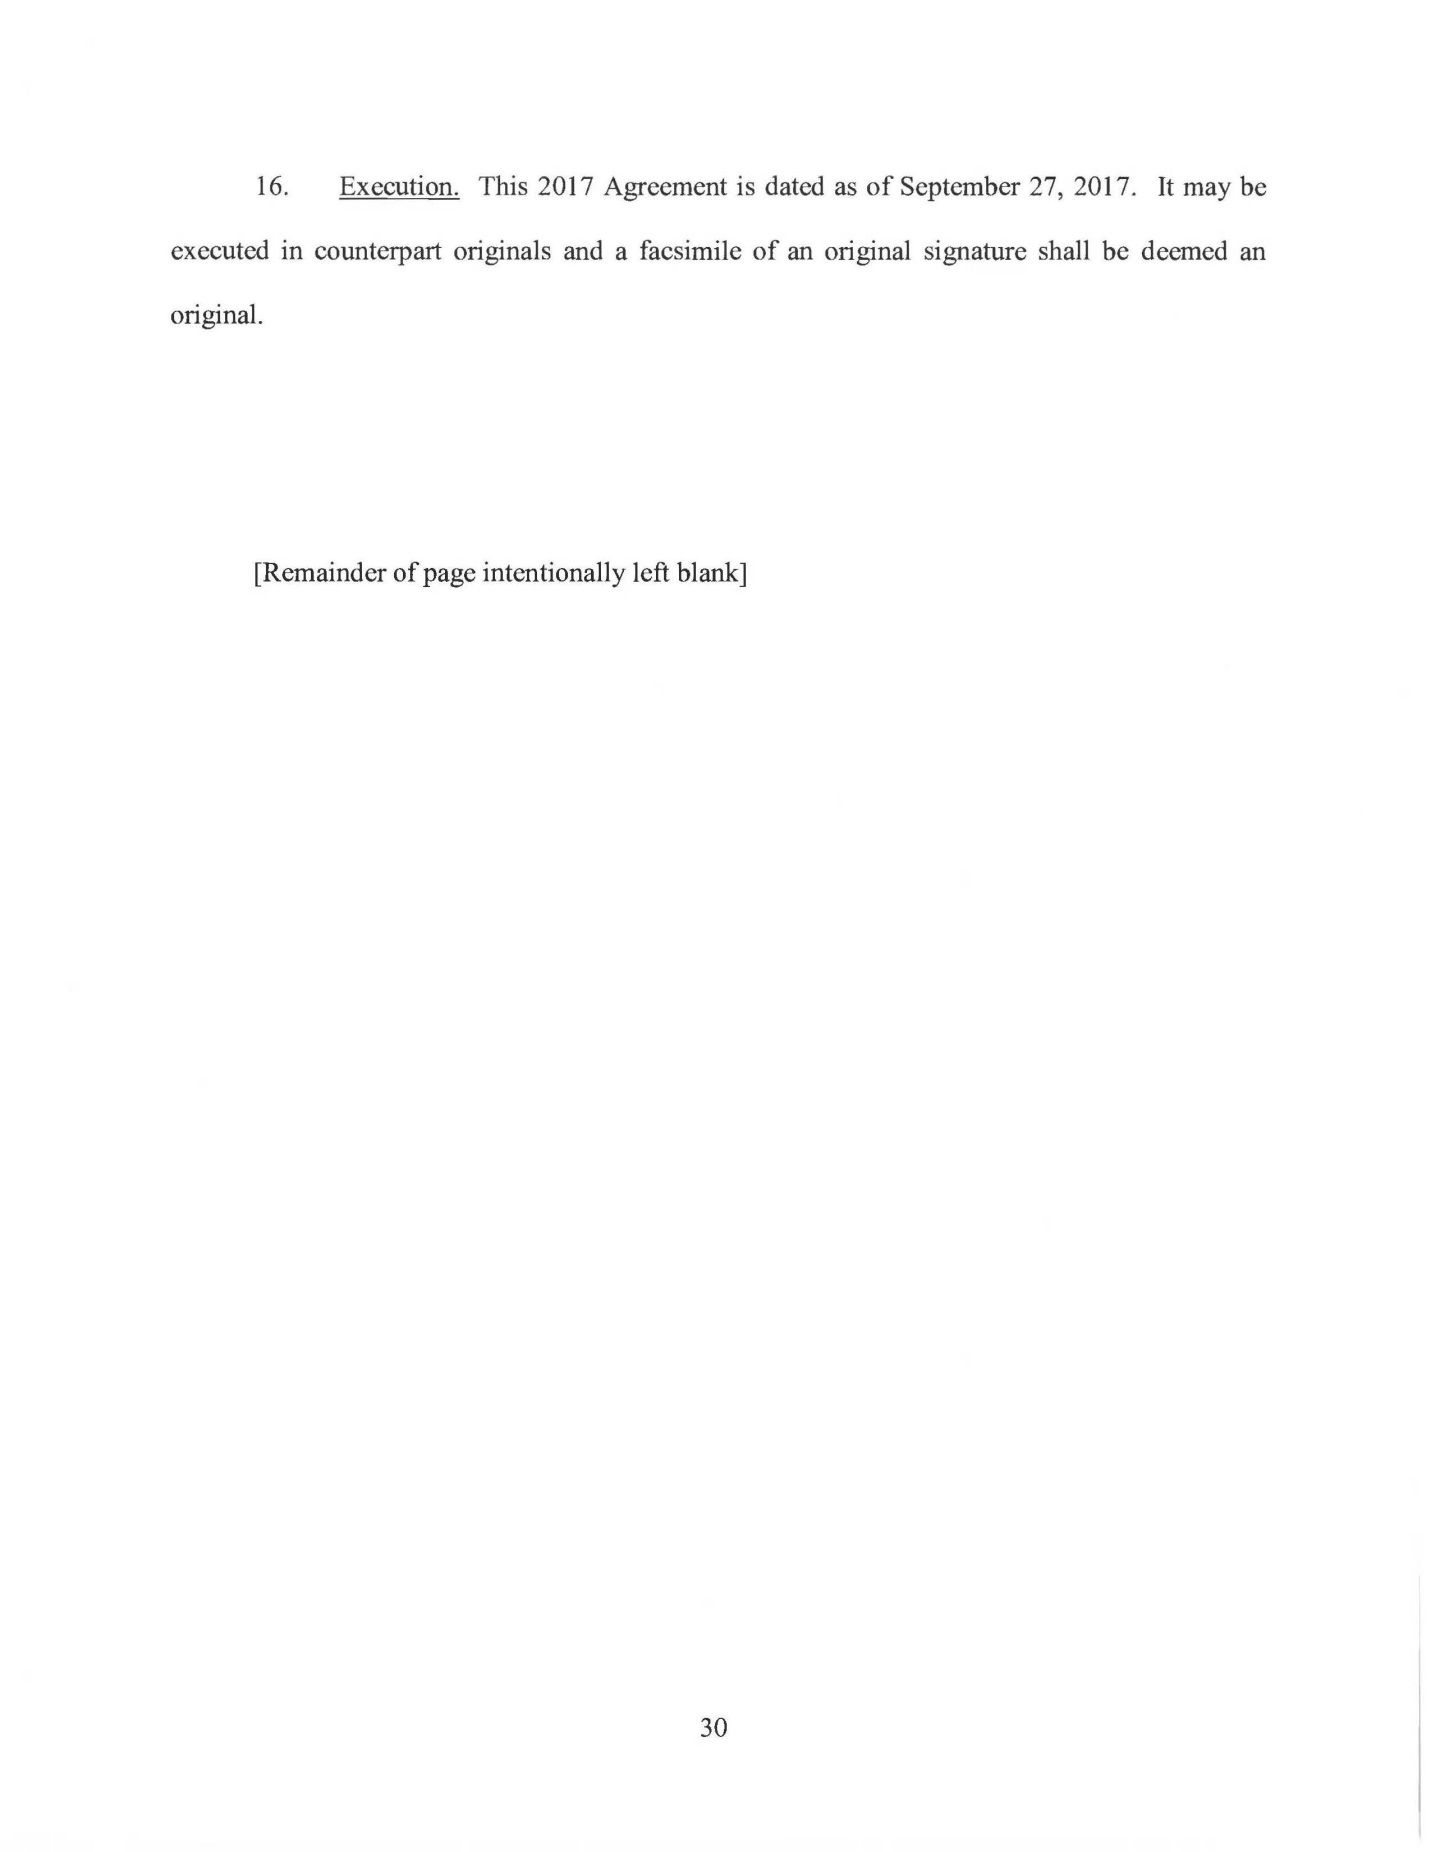 16. Execution. This 2017 Agreement is dated as of September 27, 2017. It may be
executed in counterpart originals and a facsimile of an original signature shall be deemed an
original.
[Remainder of page intentionally left blank]
30